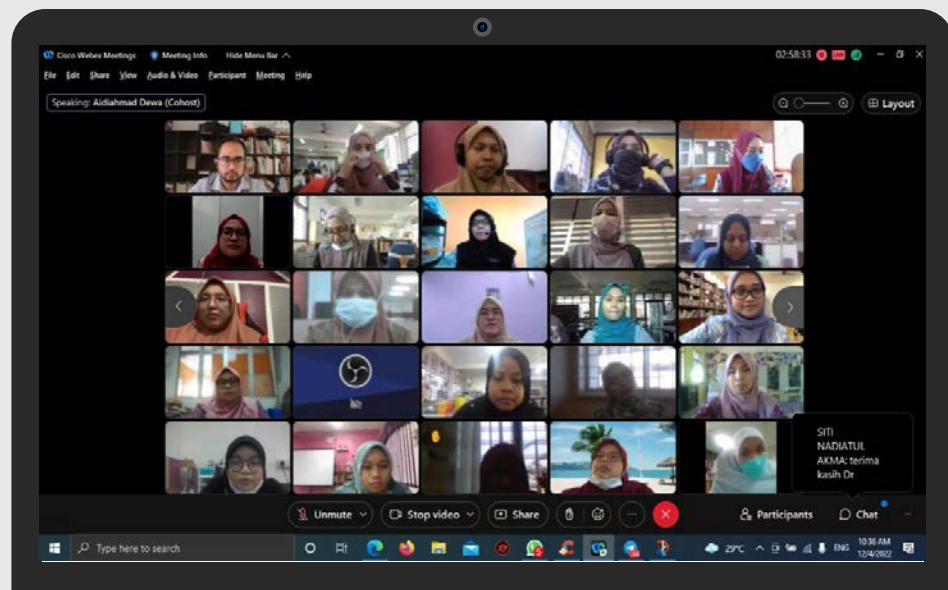 Cisco Webex Meetings Meeting Info Hide Menu Bar
02:58:33 LIVE
File Edit Share View Audio & Video Participant Meeting Help
Speaking: Aidiahmad Dewa (Cohost)
Layout
SITI
NADIATUL
AKMA: terima
kasih Dr
Unmute Stop video Share
Participants Chat
Type here to search
29°C ENG
10:36 AM
12/4/2022